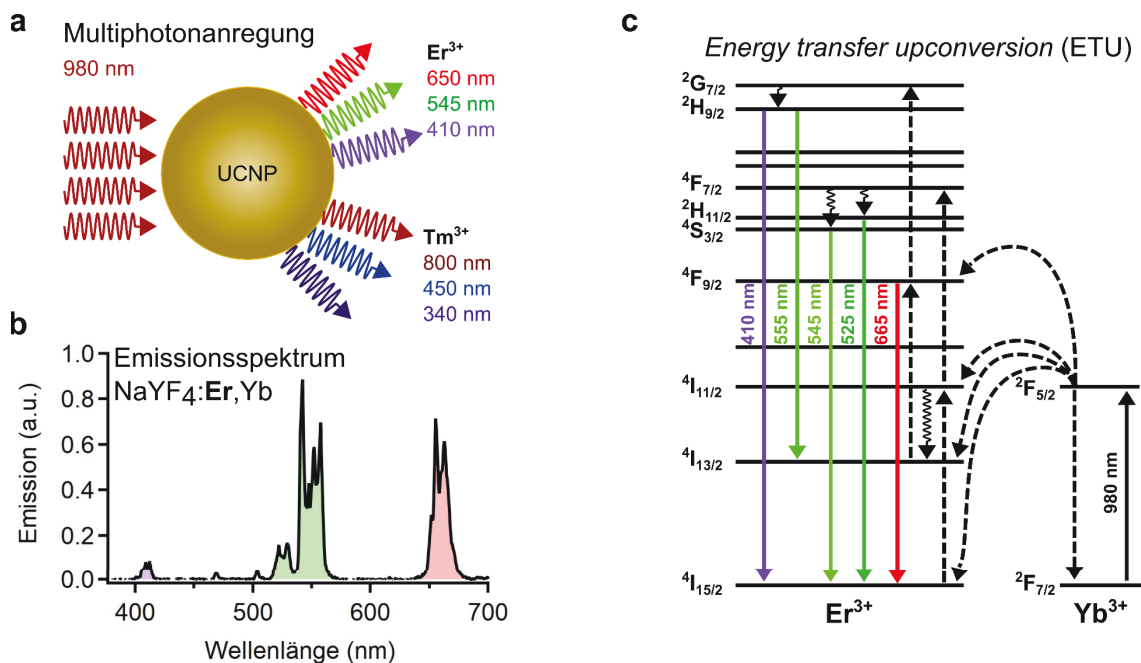 a
Multiphotonanregung
980 nm
UCNP
Er³⁺
650 nm
545 nm
410 nm
Tm³⁺
800 nm
450 nm
340 nm
b
Emissionsspektrum
NaYF₄:Er,Yb
Emission (a.u.)
1.0
0.8
0.6
0.4
0.2
0.0
400
500
600
700
Wellenlänge (nm)
c
Energy transfer upconversion (ETU)
²G₇/₂
²H₉/₂
⁴F₇/₂
²H₁₁/₂
⁴S₃/₂
⁴F₉/₂
410 nm
555 nm
545 nm
525 nm
665 nm
⁴I₁₁/₂
⁴I₁₃/₂
⁴I₁₅/₂
Er³⁺
²F₅/₂
980 nm
²F₇/₂
Yb³⁺